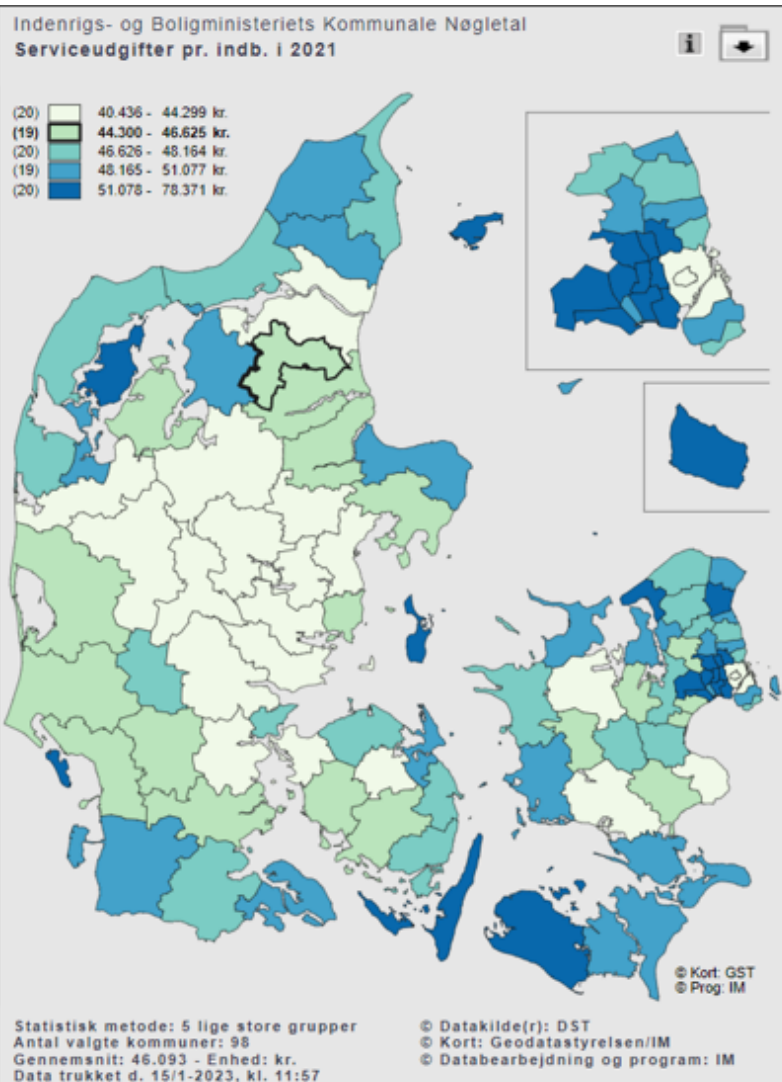 Indenrigs- og Boligministeriets Kommunale Nøgletal
Serviceudgifter pr. indb. i 2021
i
(20) 40.436 - 44.299 kr.
(19) 44.300 - 46.625 kr.
(20) 46.626 - 48.164 kr.
(19) 48.165 - 51.077 kr.
(20) 51.078 - 78.371 kr.
© Kort: GST
© Prog: IM
Statistisk metode: 5 lige store grupper
Antal valgte kommuner: 98
Gennemsnit: 46.093 - Enhed: kr.
Data trukket d. 15/1-2023, kl. 11:57
© Datakilde(r): DST
© Kort: Geodatastyrelsen/IM
© Databearbejdning og program: IM